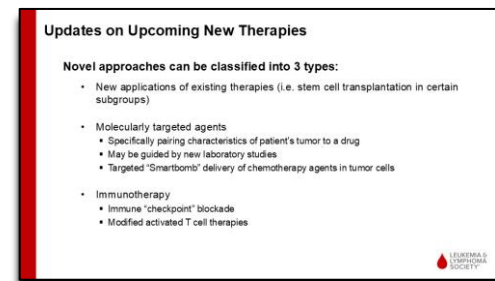 Updates on Upcoming New Therapies
Novel approaches can be classified into 3 types:
• New applications of existing therapies (i.e. stem cell transplantation in certain
subgroups)
• Molecularly targeted agents
▪ Specifically pairing characteristics of patient's tumor to a drug
▪ May be guided by new laboratory studies
▪ Targeted "Smartbomb" delivery of chemotherapy agents in tumor cells
• Immunotherapy
▪ Immune "checkpoint" blockade
▪ Modified activated T cell therapies
LEUKEMIA &
LYMPHOMA
SOCIETY